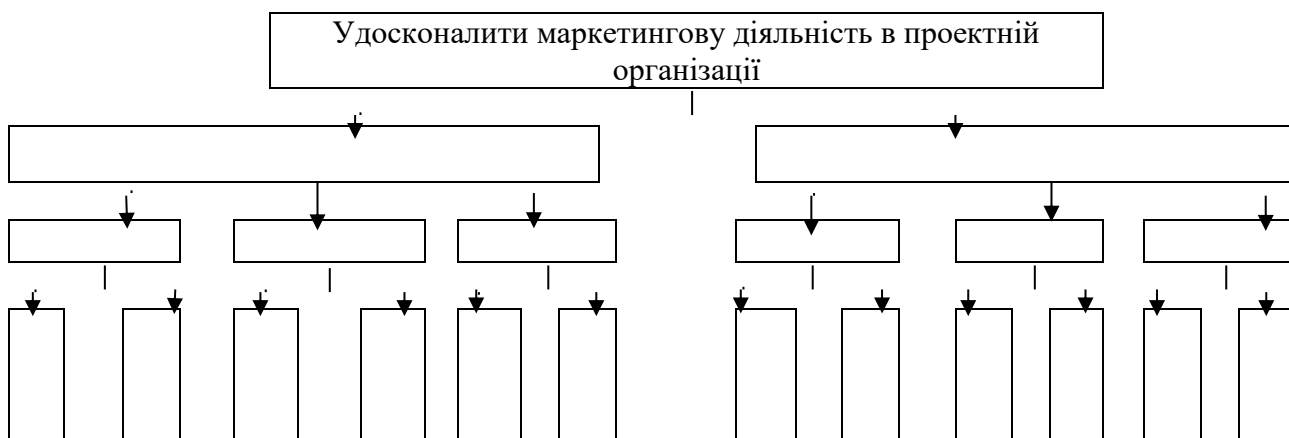 Удосконалити маркетингову діяльність в проектній
організації